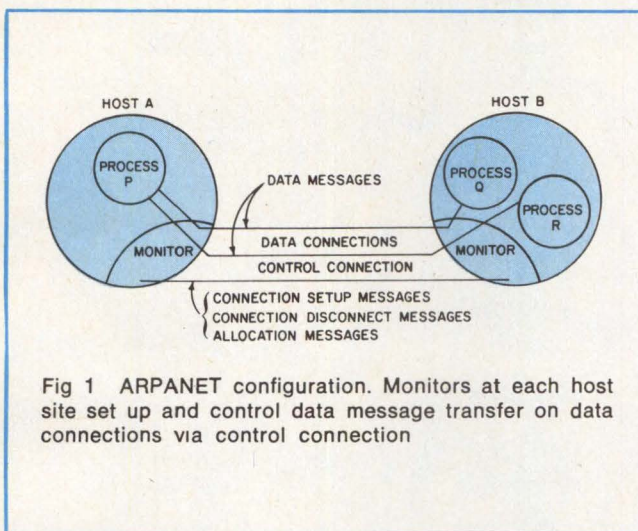 HOST A
HOST B
PROCESS
P
PROCESS
Q
PROCESS
R
DATA MESSAGES
MONITOR
DATA CONNECTIONS
MONITOR
CONTROL CONNECTION
CONNECTION SETUP MESSAGES
CONNECTION DISCONNECT MESSAGES
ALLOCATION MESSAGES
Fig 1 ARPANET configuration. Monitors at each host
site set up and control data message transfer on data
connections via control connection